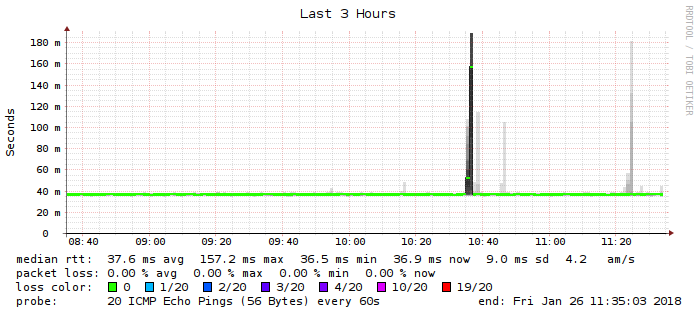 Last 3 Hours
RRDTOOL / TOBI OETIKER
Seconds
180 m
160 m
140 m
120 m
100 m
80 m
60 m
40 m
20 m
0
08:40 09:00 09:20 09:40 10:00 10:20 10:40 11:00 11:20
median rtt: 37.6 ms avg 157.2 ms max 36.5 ms min 36.9 ms now 9.0 ms sd 4.2 am/s
packet loss: 0.00 % avg 0.00 % max 0.00 % min 0.00 % now
loss color: 0 1/20 2/20 3/20 4/20 10/20 19/20
probe: 20 ICMP Echo Pings (56 Bytes) every 60s end: Fri Jan 26 11:35:03 2018